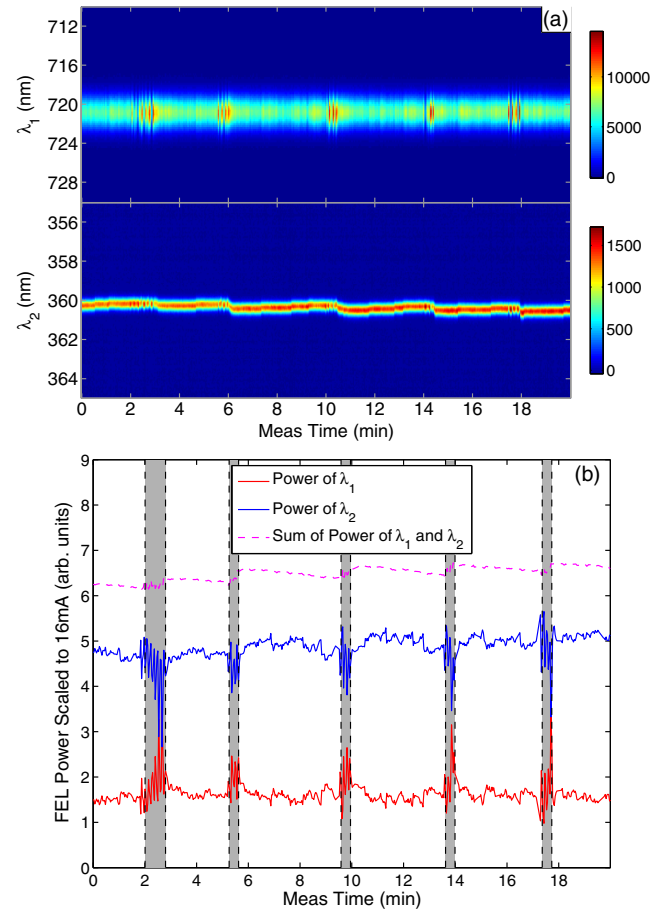 (a)
710
712
716
720
724
728
λ1 (nm)
10000
5000
0
356
358
360
362
364
λ2 (nm)
1500
1000
500
0
0 2 4 6 8 10 12 14 16 18
Meas Time (min)
(b)
Power of λ1
Power of λ2
Sum of Power of λ1 and λ2
9
8
7
6
5
4
3
2
1
0
FEL Power Scaled to 16mA (arb. units)
0 2 4 6 8 10 12 14 16 18
Meas Time (min)